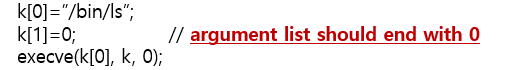 k[0]=”/bin/ls”;
k[1]=0; // argument list should end with 0
execve(k[0], k, 0);